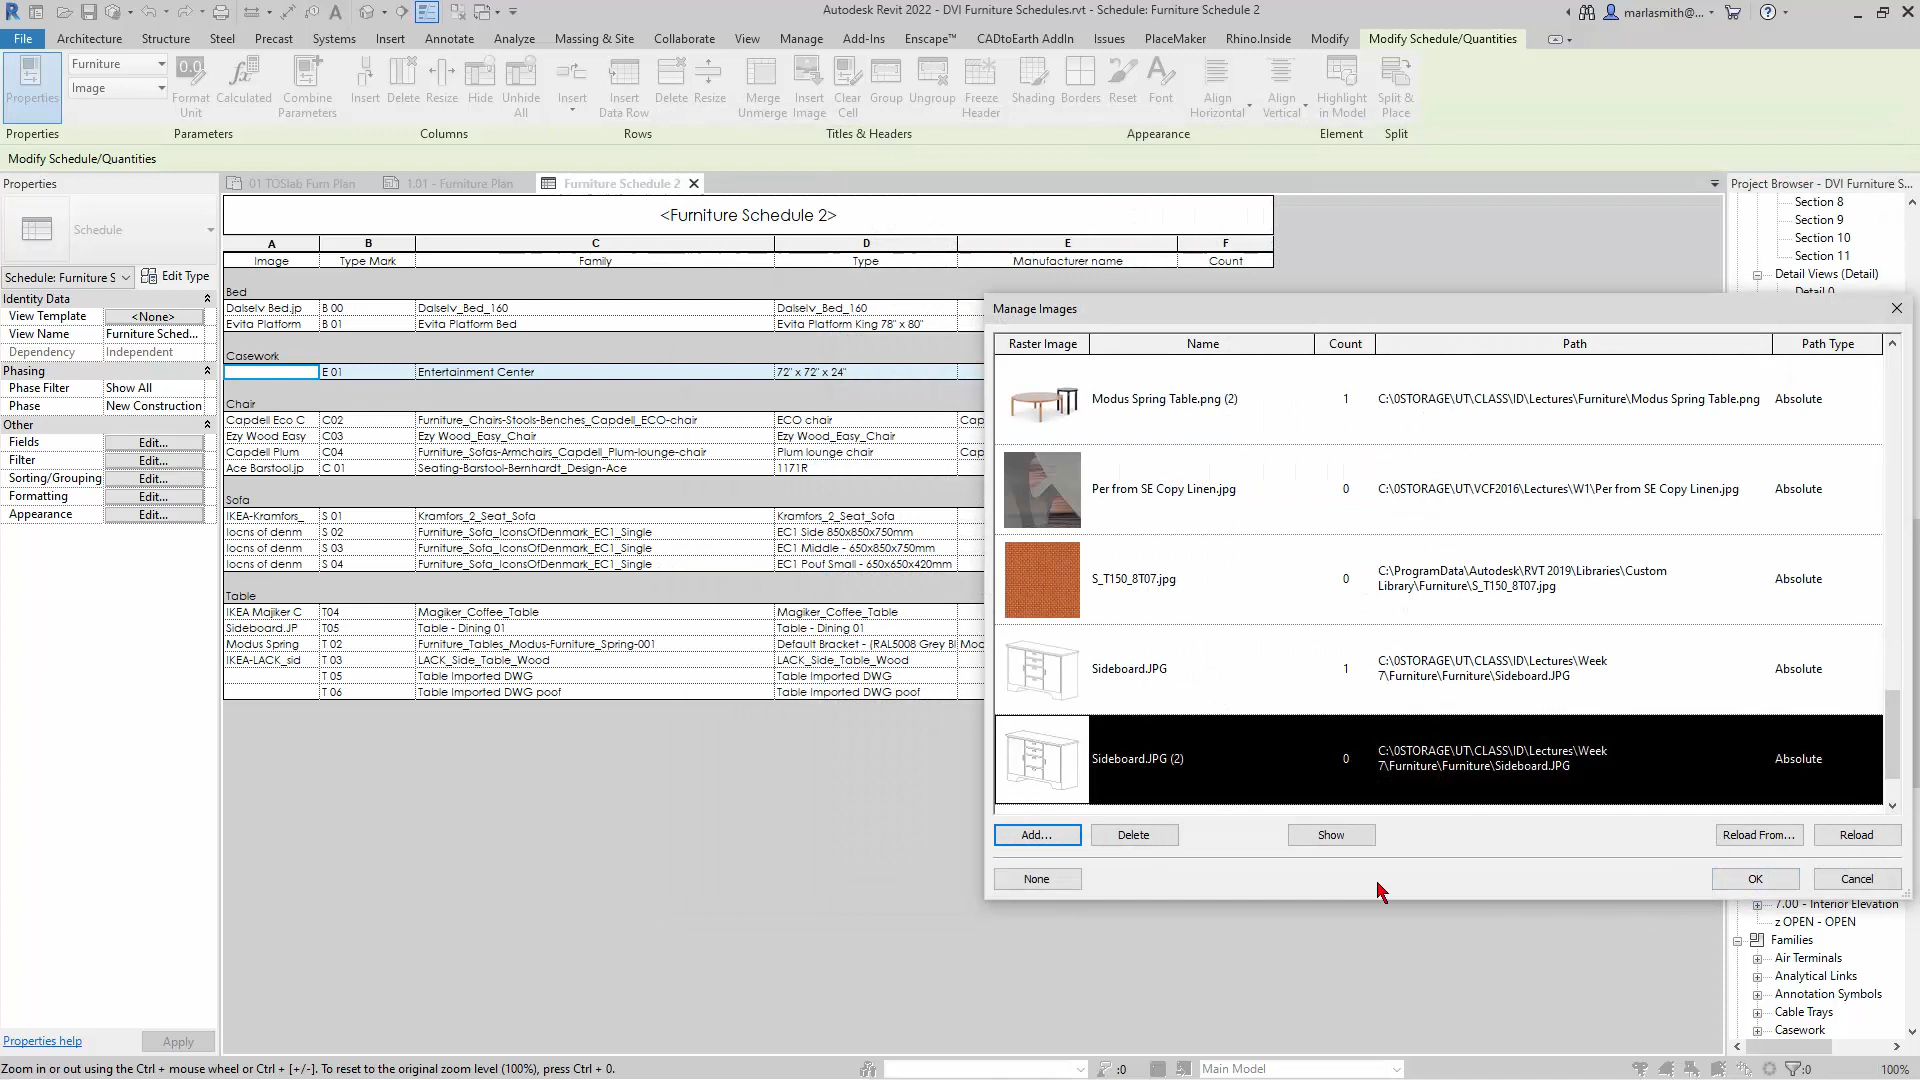 Autodesk Revit 2022 - DVI Furniture Schedules.rvt - Schedule: Furniture Schedule 2
marlasmith@...
File Architecture Structure Steel Precast Systems Insert Annotate Analyze Massing & Site Collaborate View Manage Add-Ins Enscape™ CADtoEarth AddIn Issues PlaceMaker Rhino.Inside Modify Modify Schedule/Quantities
Furniture
Image
Properties
Format Unit
Calculated
Combine Parameters
Insert
Delete
Resize
Hide
Unhide All
Insert
Insert Data Row
Delete
Resize
Merge Unmerge
Insert Image
Clear Cell
Group
Ungroup
Freeze Header
Shading
Borders
Reset
Font
Align Horizontal
Align Vertical
Highlight in Model
Split & Place
Properties Parameters Columns Rows Titles & Headers Appearance Element Split
Modify Schedule/Quantities
Properties
01 TOSlab Furn Plan
1.01 - Furniture Plan
Furniture Schedule 2
Project Browser - DVI Furniture S...
Schedule
Schedule: Furniture S
Edit Type
Identity Data
View Template <None>
View Name Furniture Sched...
Dependency Independent
Phasing
Phase Filter Show All
Phase New Construction
Other
Fields Edit...
Filter Edit...
Sorting/Grouping Edit...
Formatting Edit...
Appearance Edit...
Properties help
Apply
<Furniture Schedule 2>
A B C D E F
Image Type Mark Family Type Manufacturer name Count
Bed
Dalselv Bed.jp B 00 Dalselv_Bed_160 Dalselv_Bed_160
Evita Platform B 01 Evita Platform Bed Evita Platform King 78" x 80"
Casework
E 01 Entertainment Center 72" x 72" x 24"
Chair
Capdell Eco C C02 Furniture_Chairs-Stools-Benches_Capdell_ECO-chair ECO chair Cap
Ezy Wood Easy C03 Ezy Wood_Easy_Chair Ezy Wood_Easy_Chair
Capdell Plum C04 Furniture_Sofas-Armchairs_Capdell_Plum-lounge-chair Plum lounge chair Cap
Ace Barstool.jp C 01 Seating-Barstool-Bernhardt_Design-Ace 1171R
Sofa
IKEA-Kramfors_ S 01 Kramfors_2_Seat_Sofa Kramfors_2_Seat_Sofa
Iocns of denm S 02 Furniture_Sofa_IconsOfDenmark_EC1_Single EC1 Side 850x850x750mm
Iocns of denm S 03 Furniture_Sofa_IconsOfDenmark_EC1_Single EC1 Middle - 650x850x750mm
Iocns of denm S 04 Furniture_Sofa_IconsOfDenmark_EC1_Single EC1 Pouf Small - 650x650x420mm
Table
IKEA Majiker C T04 Magiker_Coffee_Table Magiker_Coffee_Table
Sideboard.JP T05 Table - Dining 01 Table - Dining 01
Modus Spring T 02 Furniture_Tables_Modus-Furniture_Spring-001 Default Bracket - (RAL5008 Grey Bl Moc
IKEA-LACK_sid T 03 LACK_Side_Table_Wood LACK_Side_Table_Wood
T 05 Table Imported DWG Table Imported DWG
T 06 Table Imported DWG poof Table Imported DWG poof
Manage Images
Raster Image Name Count Path Path Type
Modus Spring Table.png (2) 1 C:\0STORAGE\UT\CLASS\ID\Lectures\Furniture\Modus Spring Table.png Absolute
Per from SE Copy Linen.jpg 0 C:\0STORAGE\UT\VCF2016\Lectures\W1\Per from SE Copy Linen.jpg Absolute
S_T150_8T07.jpg 0 C:\ProgramData\Autodesk\RVT 2019\Libraries\Custom
Library\Furniture\S_T150_8T07.jpg Absolute
Sideboard.JPG 1 C:\0STORAGE\UT\CLASS\ID\Lectures\Week
7\Furniture\Furniture\Sideboard.JPG Absolute
Sideboard.JPG (2) 0 C:\0STORAGE\UT\CLASS\ID\Lectures\Week
7\Furniture\Furniture\Sideboard.JPG Absolute
Add... Delete Show Reload From... Reload
None OK Cancel
Section 8
Section 9
Section 10
Section 11
Detail Views (Detail)
Detail 0
7.00 - Interior Elevation
z OPEN - OPEN
Families
Air Terminals
Analytical Links
Annotation Symbols
Cable Trays
Casework
Zoom in or out using the Ctrl + mouse wheel or Ctrl + [+/-]. To reset to the original zoom level (100%), press Ctrl + 0.
:0
Main Model
:0
100%